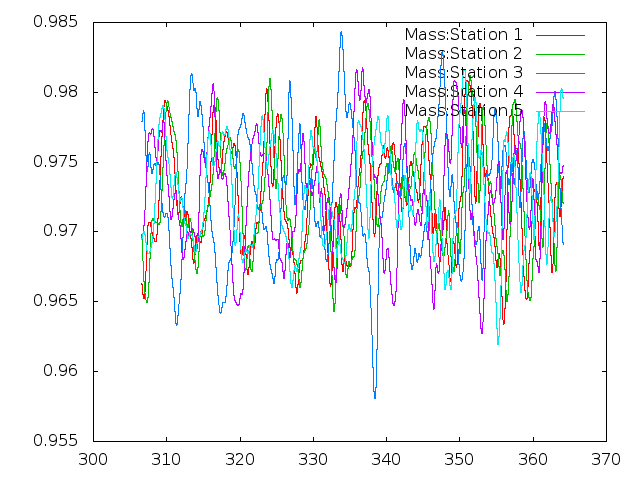 0.985
0.98
0.975
0.97
0.965
0.96
0.955
300 310 320 330 340 350 360 370
Mass:Station 1
Mass:Station 2
Mass:Station 3
Mass:Station 4
Mass:Station 5